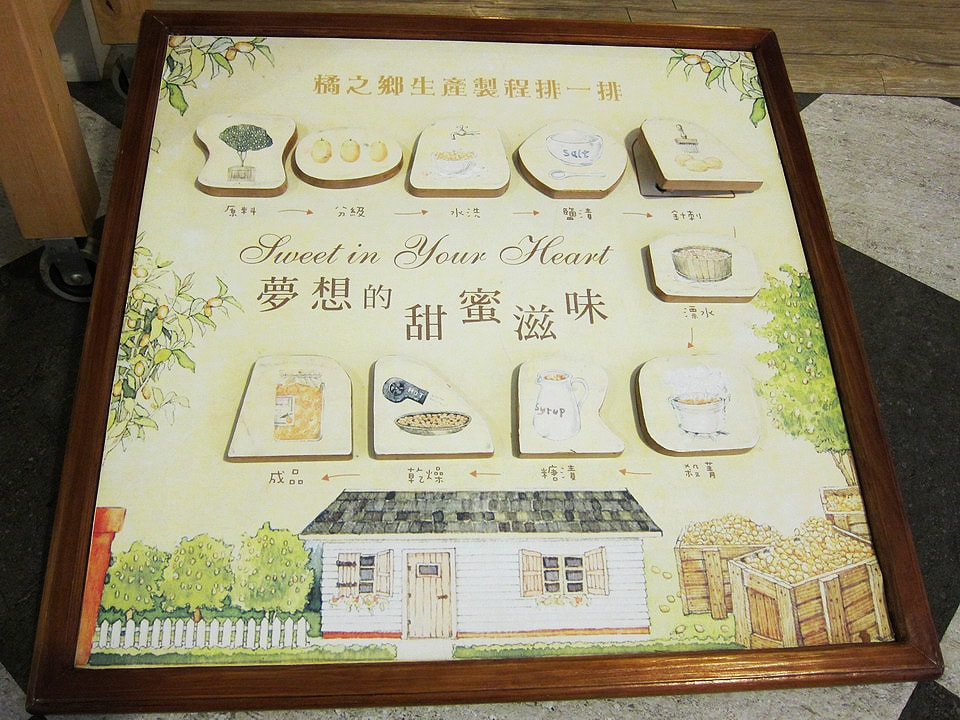 橘之鄉生產製程排一排
salt
原料 分級 水洗 鹽漬 針刺
Sweet in Your Heart
夢想的甜蜜滋味
漂水
HOT
syrup
成品 乾燥 糖漬 殺菁